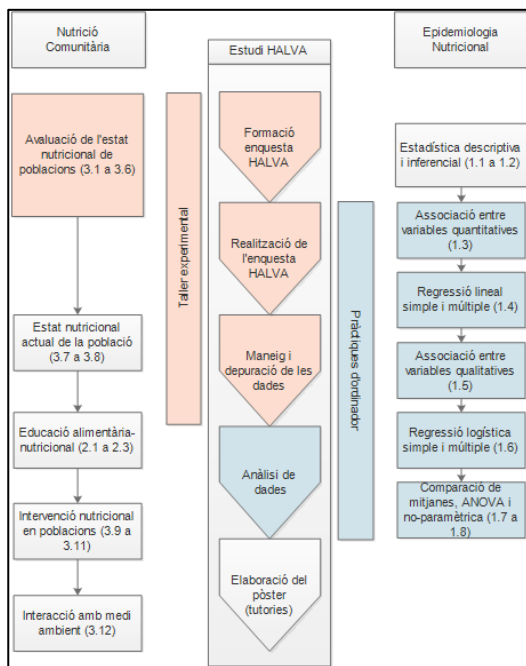 Nutrició
Comunitària
Avaluació de l'estat
nutricional de
poblacions (3.1 a 3.6)
Estat nutricional
actual de la població
(3.7 a 3.8)
Educació alimentària-
nutricional (2.1 a 2.3)
Intervenció nutricional
en poblacions (3.9 a
3.11)
Interacció amb medi
ambient (3.12)
Taller experimental
Estudi HALVA
Formació
enquesta
HALVA
Realització de
l'enquesta
HALVA
Maneig i
depuració de les
dades
Anàlisi de
dades
Elaboració del
pòster
(tutories)
Pràctiques d'ordinador
Epidemiologia
Nutricional
Estadística descriptiva
i inferencial (1.1 a 1.2)
Associació entre
variables quantitatives
(1.3)
Regressió lineal
simple i múltiple (1.4)
Associació entre
variables qualitatives
(1.5)
Regressió logística
simple i múltiple (1.6)
Comparació de
mitjanes, ANOVA i
no-paramètrica (1.7 a
1.8)